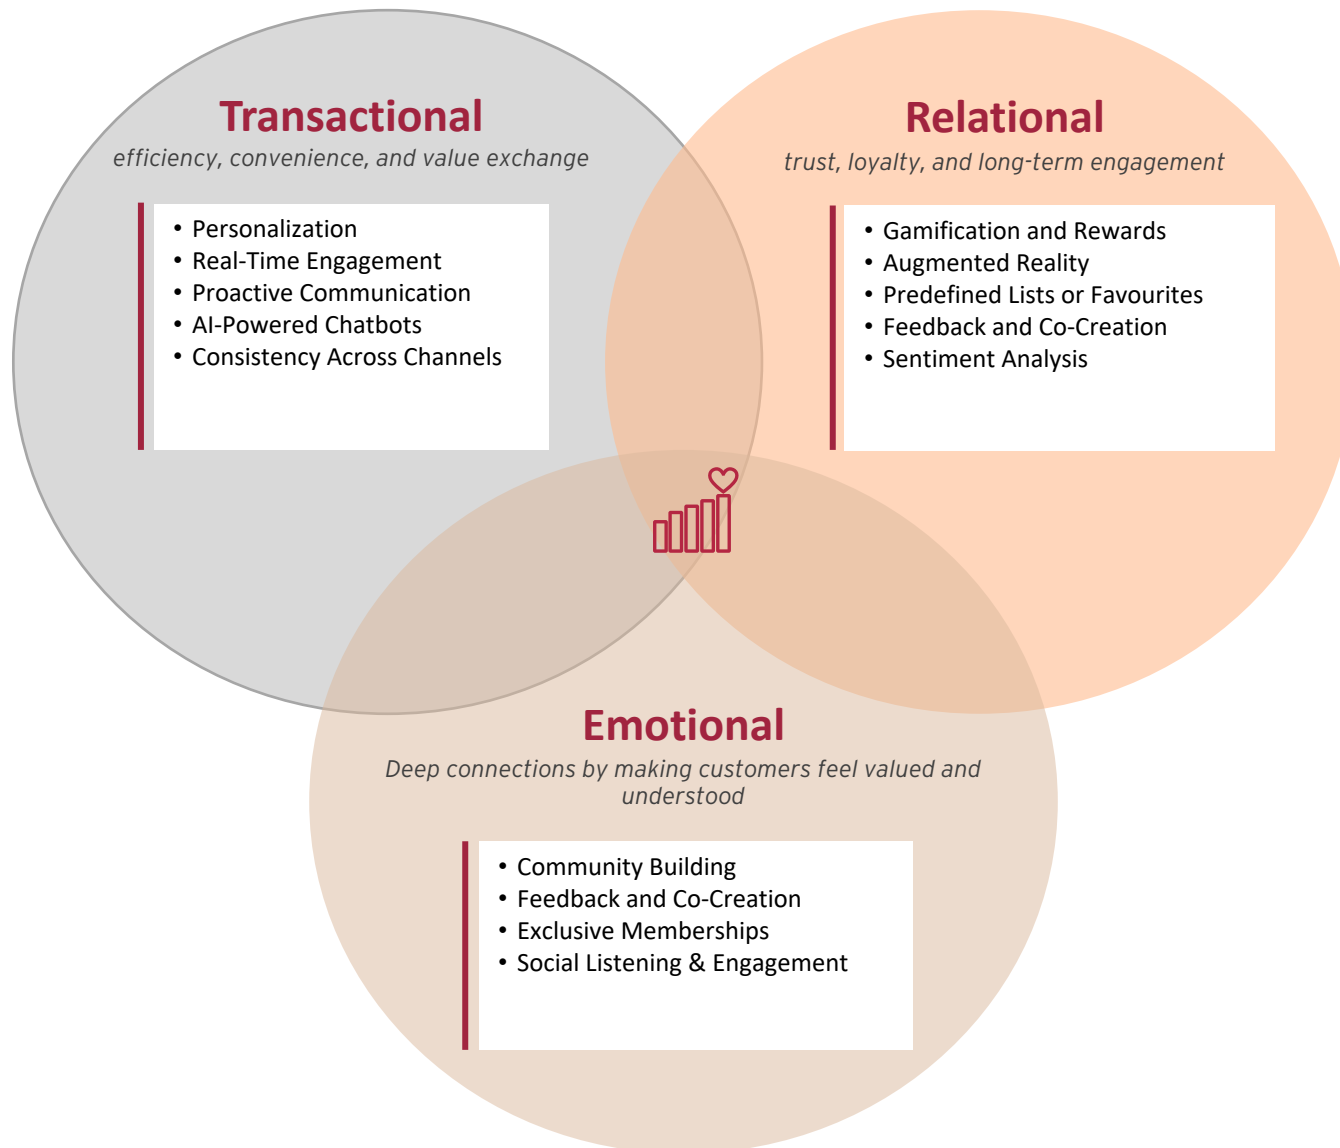 Transactional
efficiency, convenience, and value exchange
• Personalization
• Real-Time Engagement
• Proactive Communication
• AI-Powered Chatbots
• Consistency Across Channels
Relational
trust, loyalty, and long-term engagement
• Gamification and Rewards
• Augmented Reality
• Predefined Lists or Favourites
• Feedback and Co-Creation
• Sentiment Analysis
Emotional
Deep connections by making customers feel valued and
understood
• Community Building
• Feedback and Co-Creation
• Exclusive Memberships
• Social Listening & Engagement